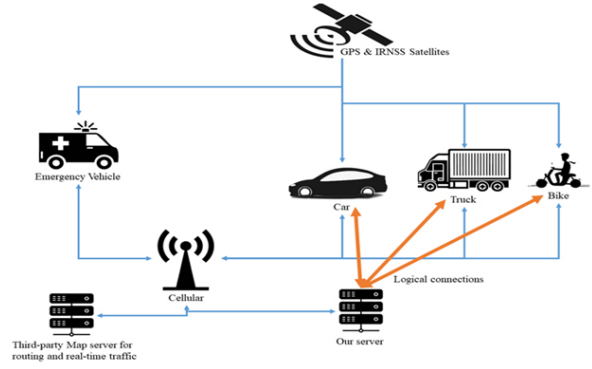 GPS & IRNSS Satellites
Emergency Vehicle
Car
Truck
Bike
Cellular
Logical connections
Third-party Map server for
routing and real-time traffic
Our server